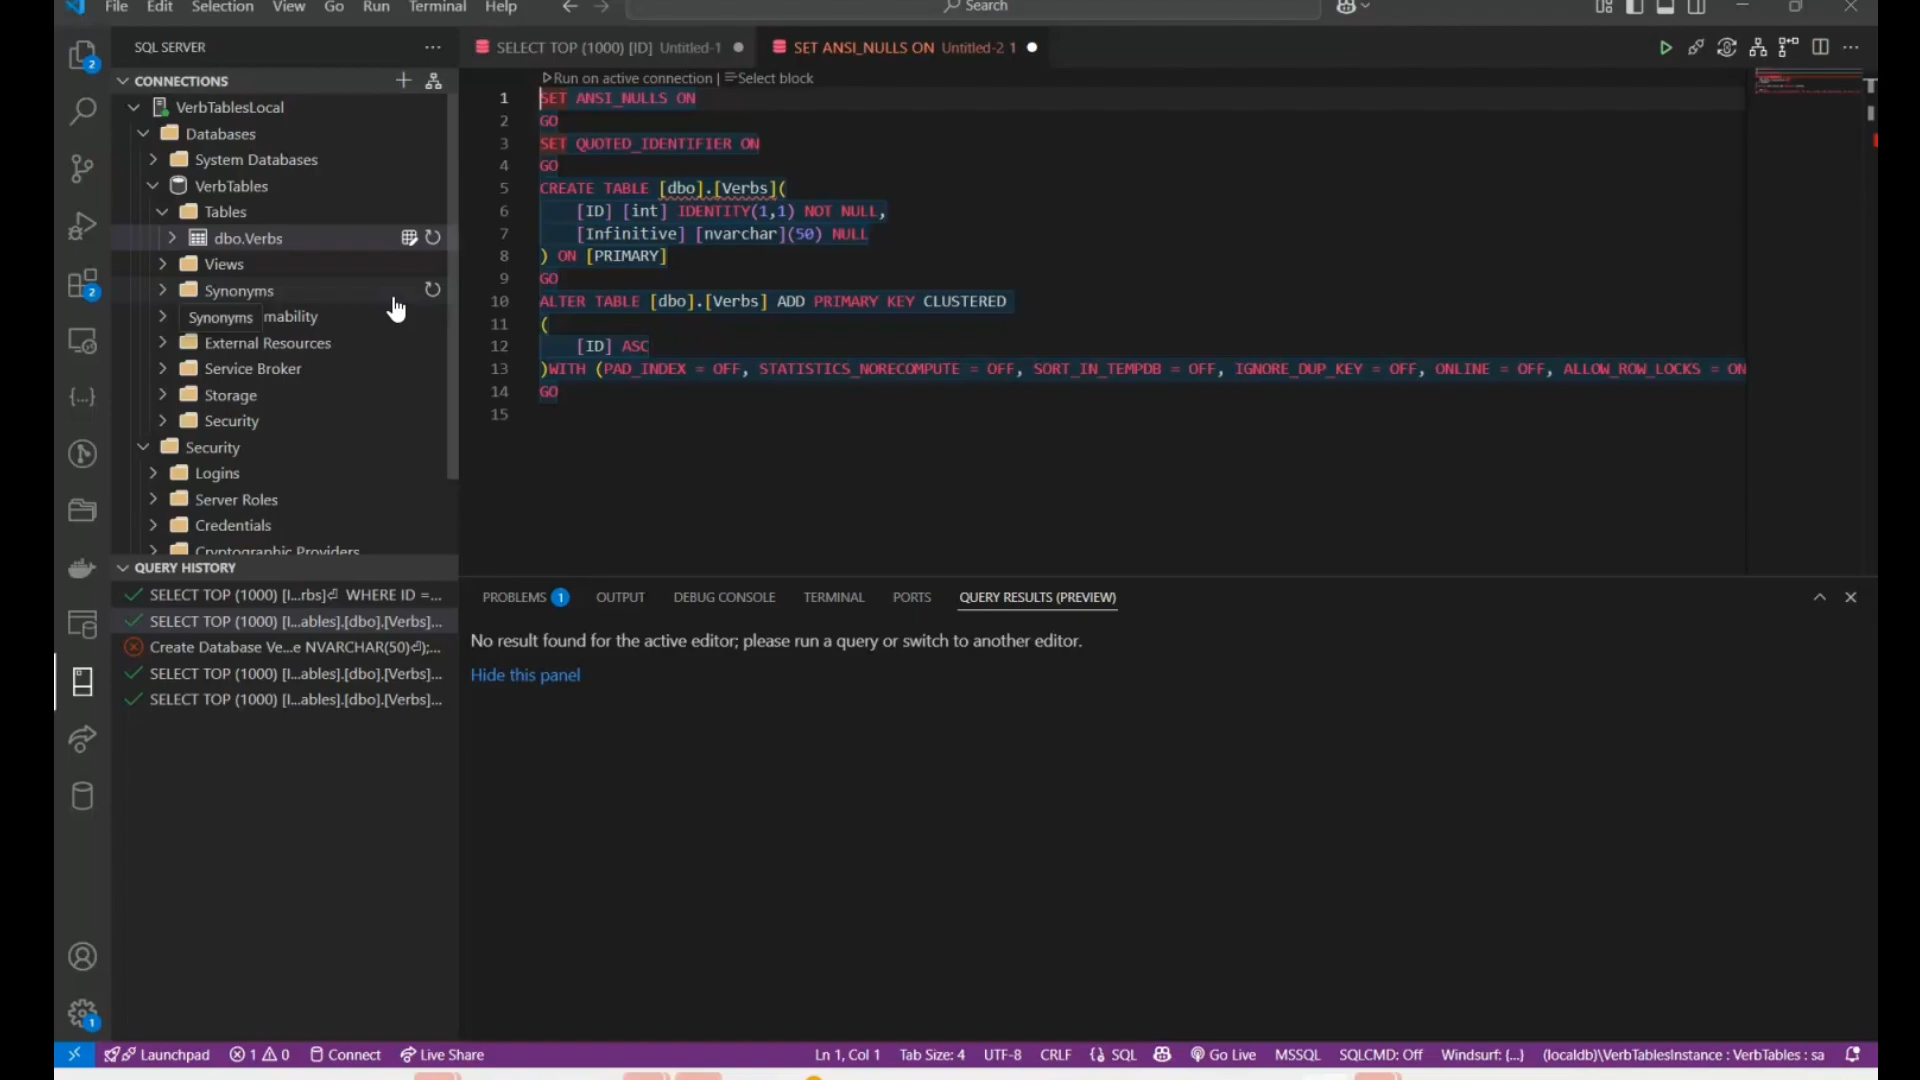 File Edit Selection View Go Run Terminal Help
Search
SQL SERVER
SELECT TOP (1000) [ID] Untitled-1
SET ANSI_NULLS ON Untitled-2 1
CONNECTIONS
VerbTablesLocal
Databases
System Databases
VerbTables
Tables
dbo.Verbs
Views
Synonyms
Synonyms
mability
External Resources
Service Broker
Storage
Security
Security
Logins
Server Roles
Credentials
Cryptographic Providers
QUERY HISTORY
SELECT TOP (1000) [I...rbs]⏎ WHERE ID =...
SELECT TOP (1000) [I...ables].[dbo].[Verbs]...
Create Database Ve...e NVARCHAR(50)⏎);...
SELECT TOP (1000) [I...ables].[dbo].[Verbs]...
SELECT TOP (1000) [I...ables].[dbo].[Verbs]...
Run on active connection | Select block
1 SET ANSI_NULLS ON
2 GO
3 SET QUOTED_IDENTIFIER ON
4 GO
5 CREATE TABLE [dbo].[Verbs](
6 [ID] [int] IDENTITY(1,1) NOT NULL,
7 [Infinitive] [nvarchar](50) NULL
8 ) ON [PRIMARY]
9 GO
10 ALTER TABLE [dbo].[Verbs] ADD PRIMARY KEY CLUSTERED
11 (
12 [ID] ASC
13 )WITH (PAD_INDEX = OFF, STATISTICS_NORECOMPUTE = OFF, SORT_IN_TEMPDB = OFF, IGNORE_DUP_KEY = OFF, ONLINE = OFF, ALLOW_ROW_LOCKS = ON
14 GO
15
PROBLEMS 1 OUTPUT DEBUG CONSOLE TERMINAL PORTS QUERY RESULTS (PREVIEW)
No result found for the active editor; please run a query or switch to another editor.
Hide this panel
2
2
1
Launchpad 1 0 Connect Live Share
Ln 1, Col 1 Tab Size: 4 UTF-8 CRLF SQL Go Live MSSQL SQLCMD: Off Windsurf: {...} (localdb)\VerbTablesInstance : VerbTables : sa